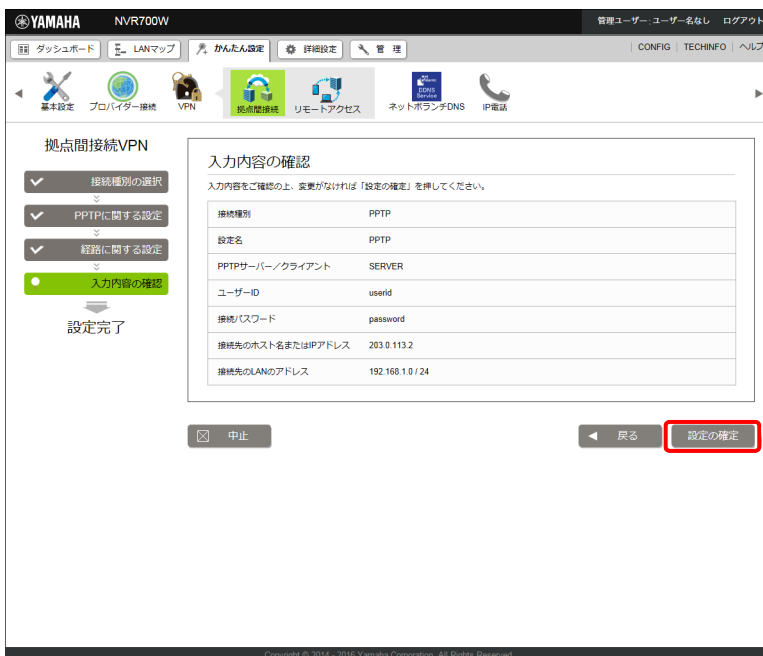 YAMAHA NVR700W 管理ユーザー: ユーザー名なし ログアウト
ダッシュボード LANマップ かんたん設定 詳細設定 管理 CONFIG TECHINFO ヘルプ
基本設定 プロバイダー接続 VPN 拠点間接続 リモートアクセス DDNS Service ネットボランチDNS IP電話
拠点間接続VPN
接続種別の選択
PPTPに関する設定
経路に関する設定
入力内容の確認
設定完了
入力内容の確認
入力内容をご確認の上、変更がなければ「設定の確定」を押してください。
接続種別 PPTP
設定名 PPTP
PPTPサーバー／クライアント SERVER
ユーザーID userid
接続パスワード password
接続先のホスト名またはIPアドレス 203.0.113.2
接続先のLANのアドレス 192.168.1.0 / 24
中止 戻る 設定の確定
Copyright © 2014 - 2016 Yamaha Corporation. All Rights Reserved.